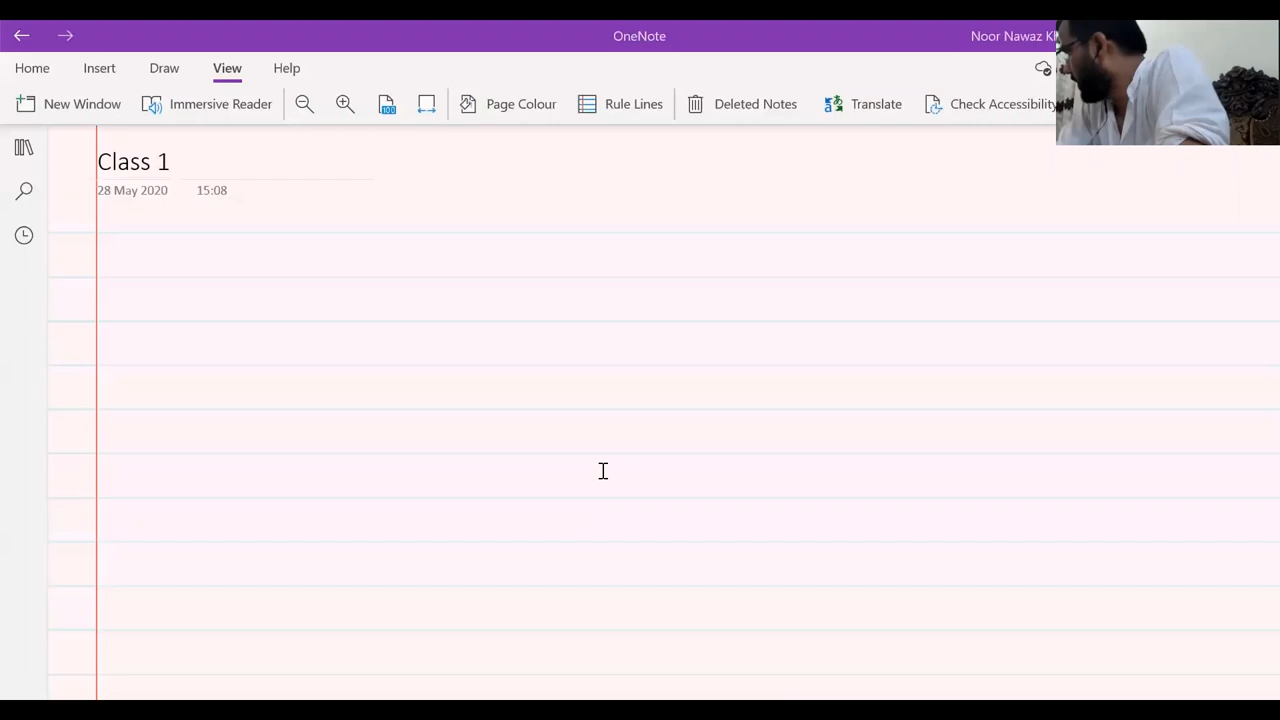 OneNote
Noor Nawaz
Home Insert Draw View Help
New Window Immersive Reader Page Colour Rule Lines Deleted Notes Translate Check Accessibility
Class 1
28 May 2020 15:08